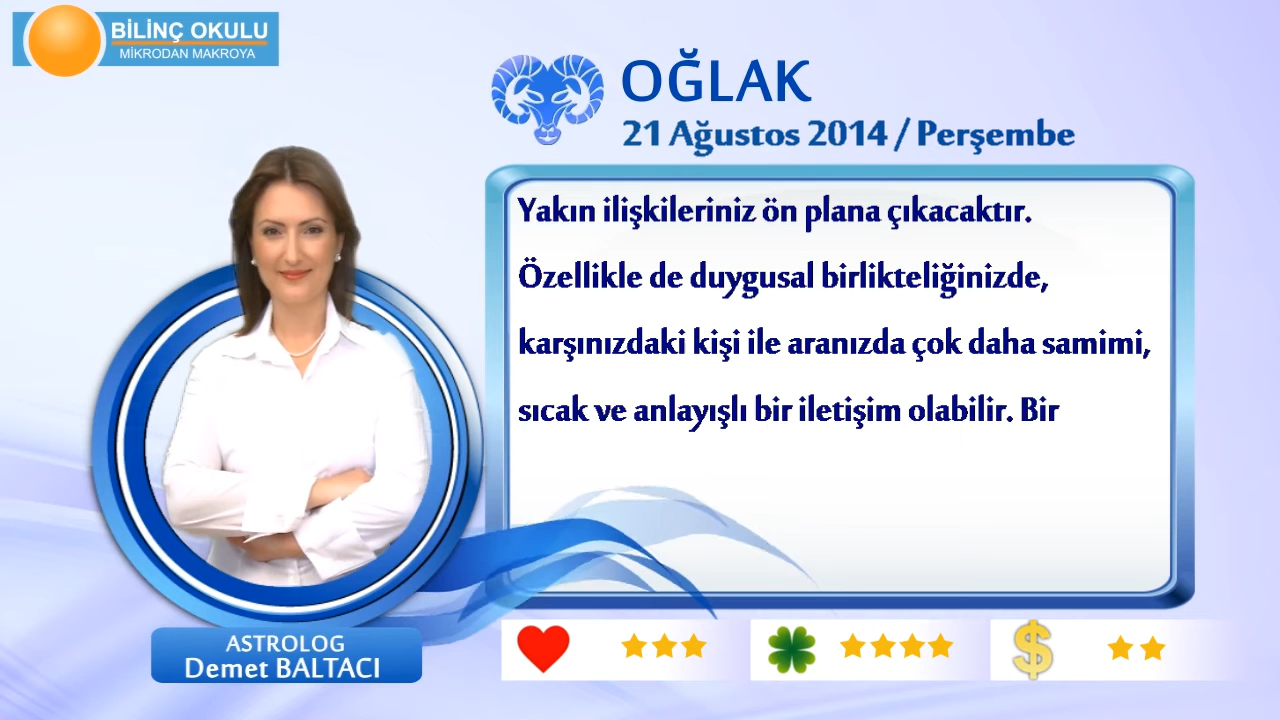 BİLİNÇ OKULU
MİKRODAN MAKROYA
OĞLAK
21 Ağustos 2014 / Perşembe
Yakın ilişkileriniz ön plana çıkacaktır.
Özellikle de duygusal birlikteliğinizde,
karşınızdaki kişi ile aranızda çok daha samimi,
sıcak ve anlayışlı bir iletişim olabilir. Bir
ASTROLOG
Demet BALTACI
$